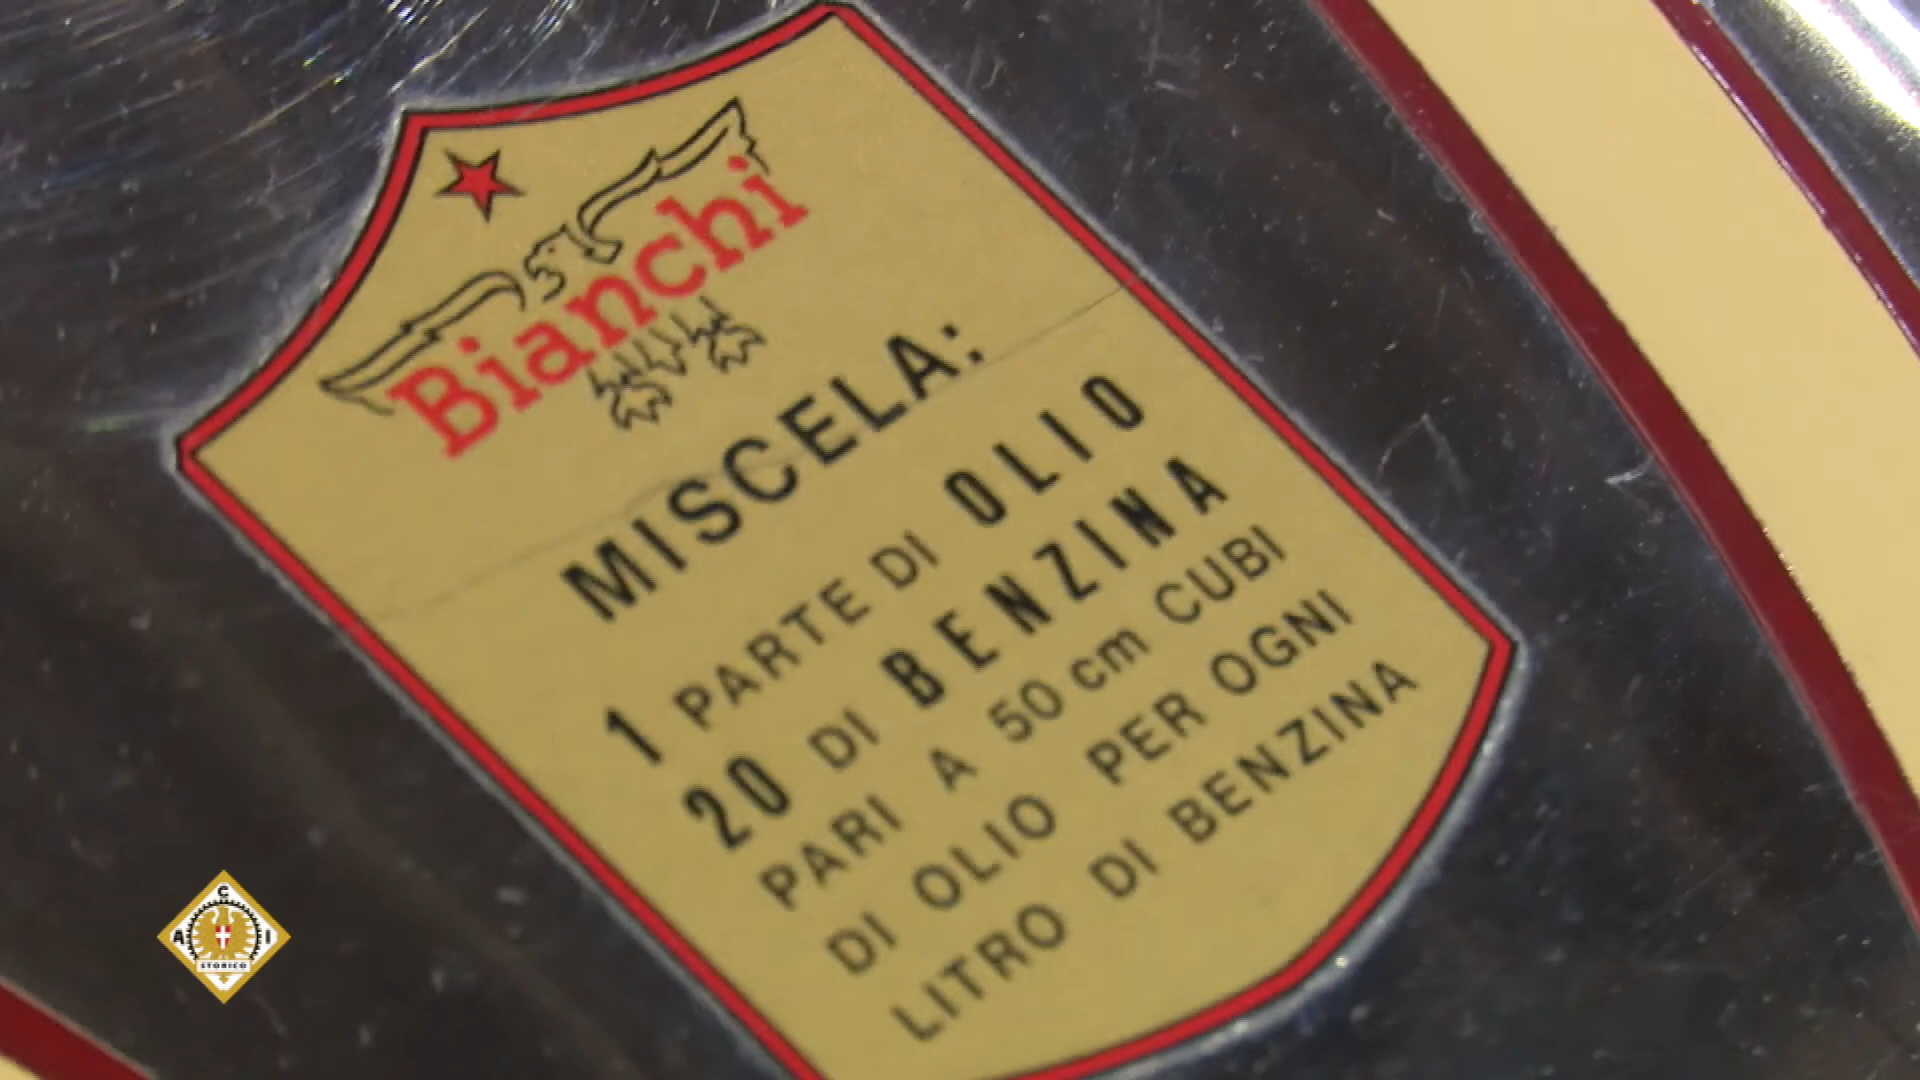 Bianchi
MISCELA:
1 PARTE DI OLIO
20 DI BENZINA
PARI A 50 cm CUBI
DI OLIO PER OGNI
LITRO DI BENZINA
A C I
STORICO